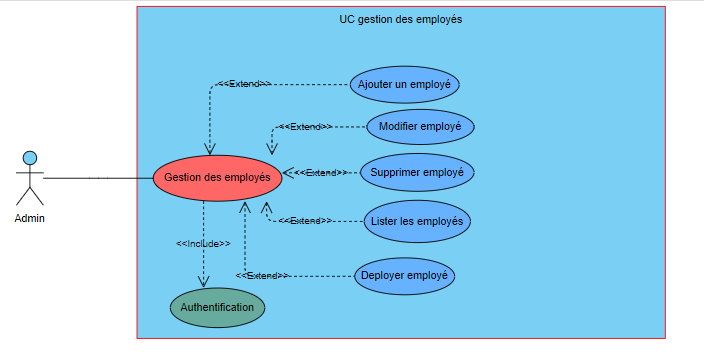 UC gestion des employés
<<Extend>>
Ajouter un employé
<<Extend>>
Modifier employé
Gestion des employés
<<Extend>>
Supprimer employé
Admin
<<Extend>>
Lister les employés
<<Include>>
<<Extend>>
Deployer employé
Authentification